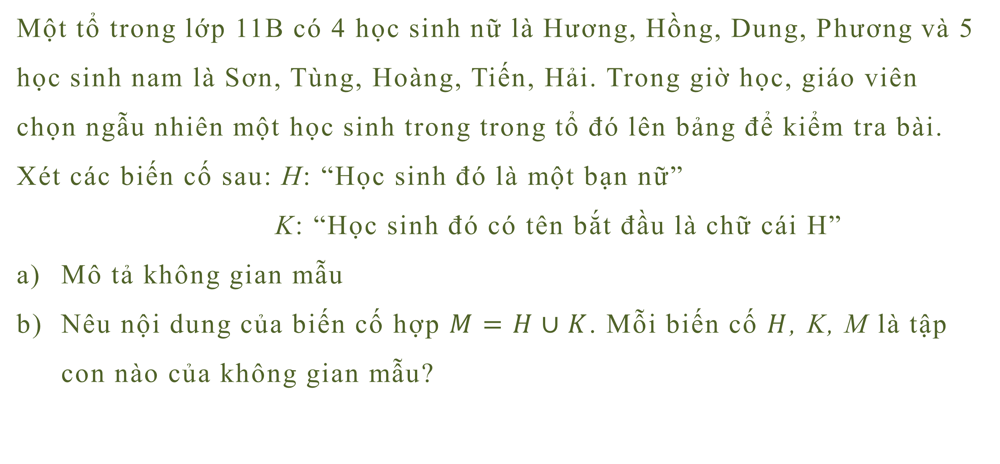 Một tổ trong lớp 11B có 4 học sinh nữ là Hương, Hồng, Dung, Phương và 5
học sinh nam là Sơn, Tùng, Hoàng, Tiến, Hải. Trong giờ học, giáo viên
chọn ngẫu nhiên một học sinh trong trong tổ đó lên bảng để kiểm tra bài.
Xét các biến cố sau: H: “Học sinh đó là một bạn nữ”
K: “Học sinh đó có tên bắt đầu là chữ cái H”
a) Mô tả không gian mẫu
b) Nêu nội dung của biến cố hợp M = H ∪ K. Mỗi biến cố H, K, M là tập
con nào của không gian mẫu?